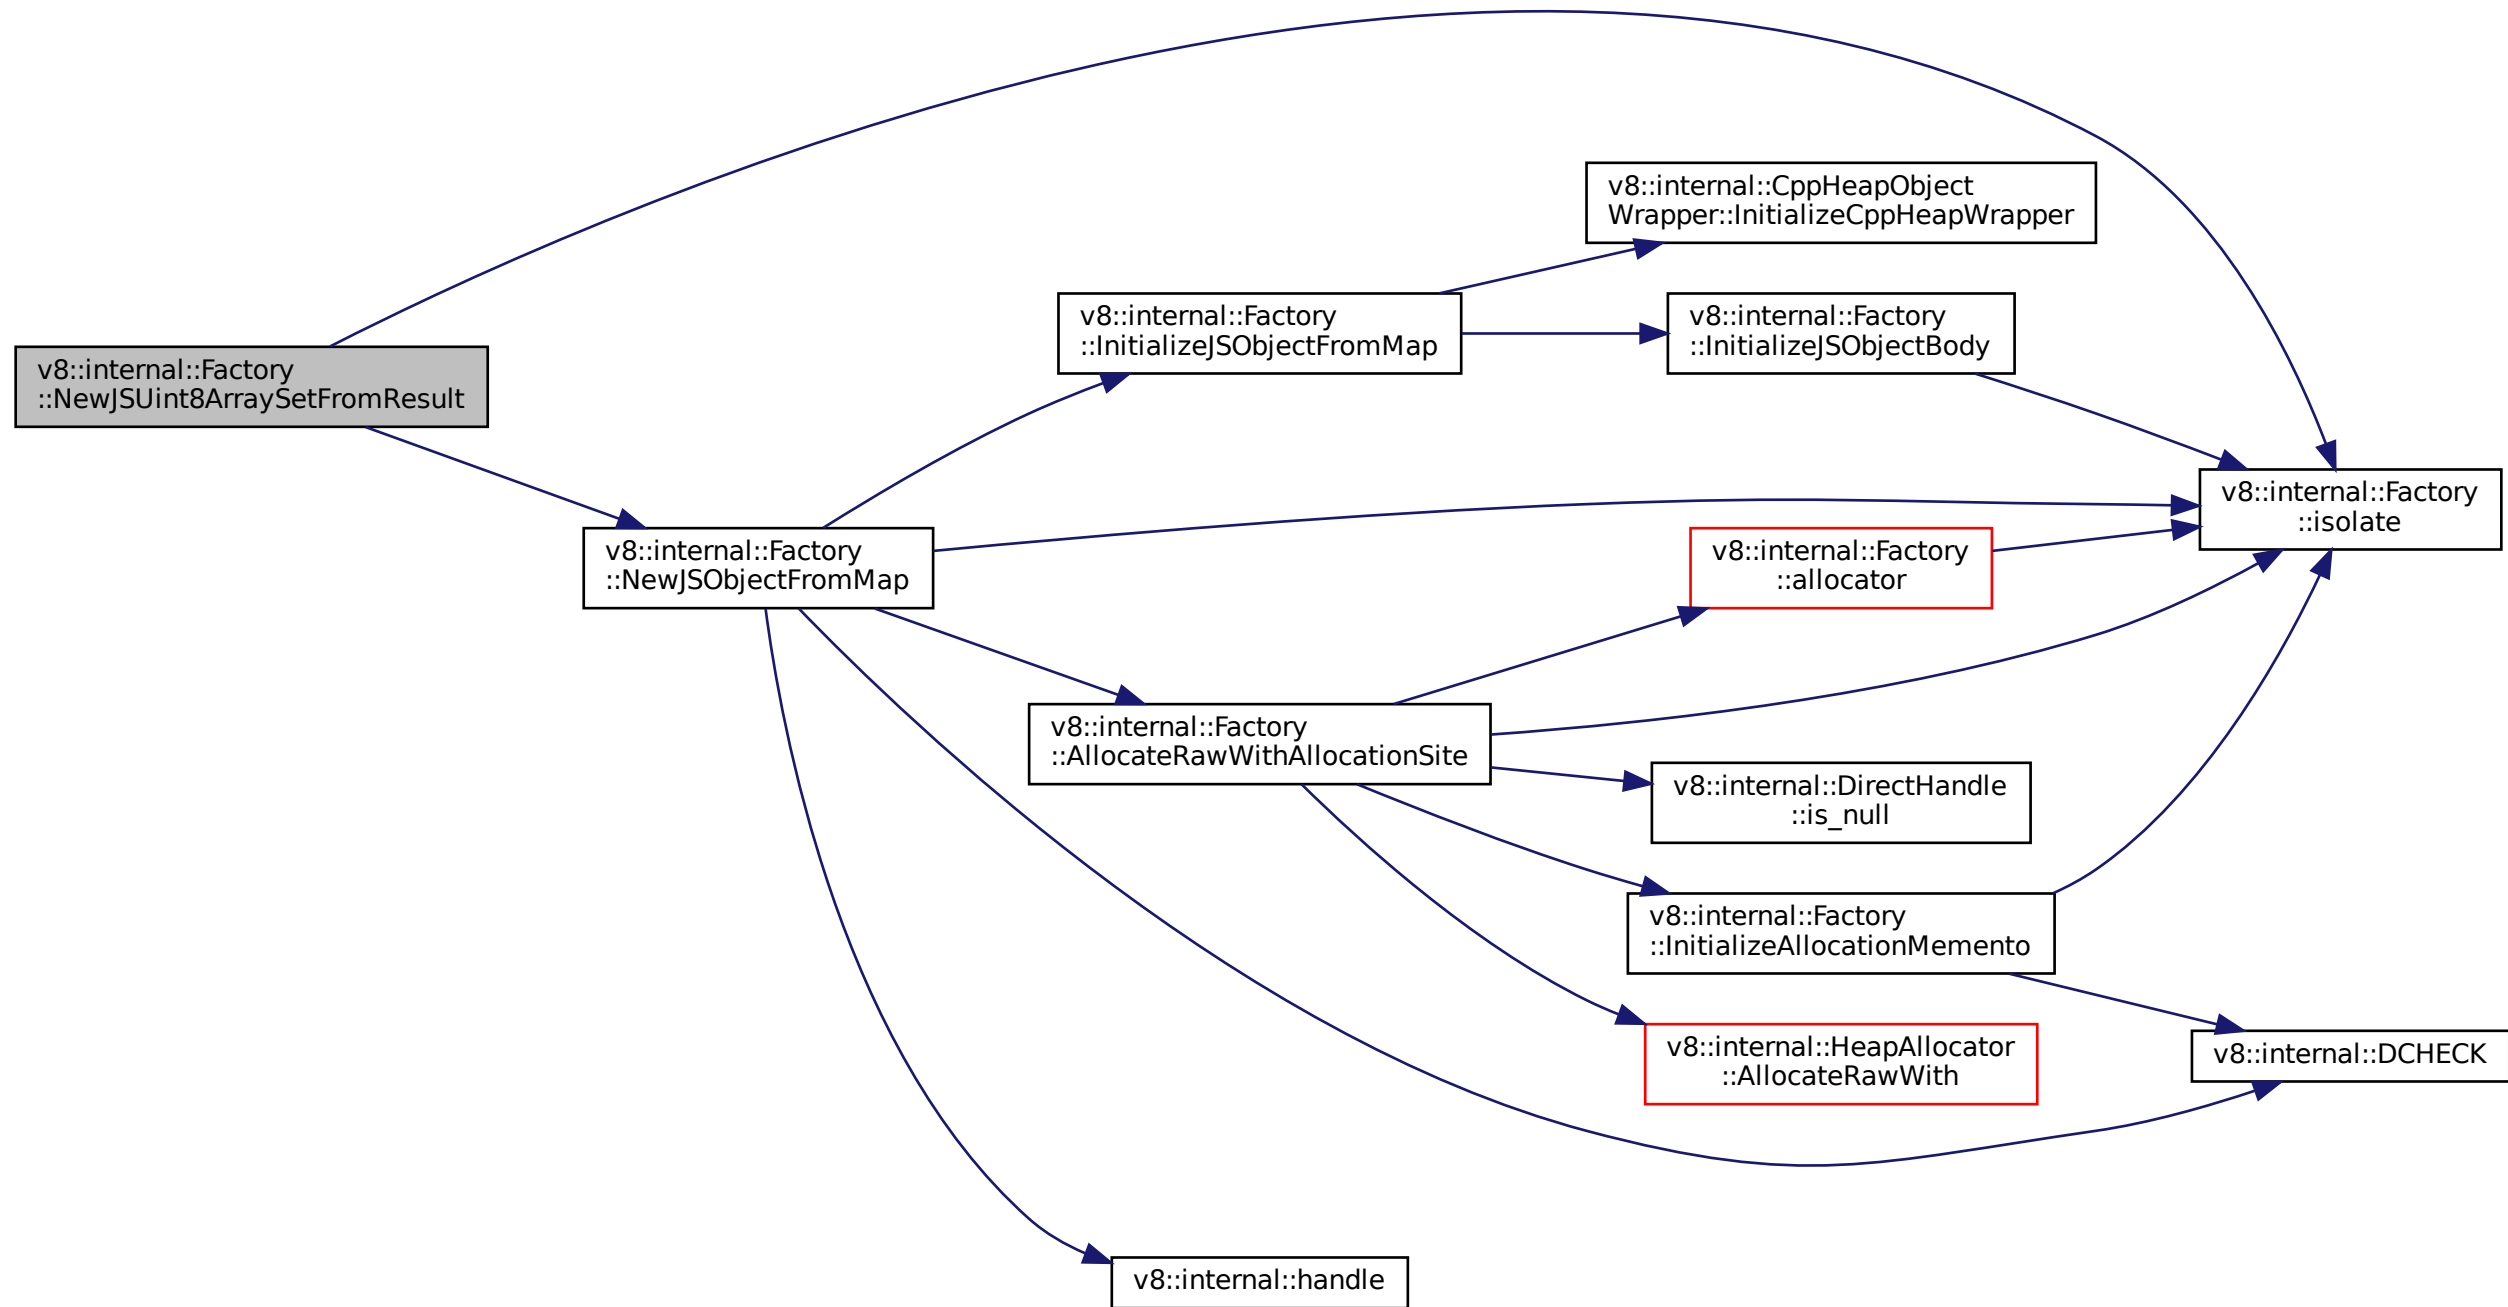 v8::internal::CppHeapObject
Wrapper::InitializeCppHeapWrapper
v8::internal::Factory
::InitializeJSObjectFromMap
v8::internal::Factory
::InitializeJSObjectBody
v8::internal::Factory
::NewJSUint8ArraySetFromResult
v8::internal::Factory
::isolate
v8::internal::Factory
::NewJSObjectFromMap
v8::internal::Factory
::allocator
v8::internal::Factory
::AllocateRawWithAllocationSite
v8::internal::DirectHandle
::is_null
v8::internal::Factory
::InitializeAllocationMemento
v8::internal::HeapAllocator
::AllocateRawWith
v8::internal::DCHECK
v8::internal::handle